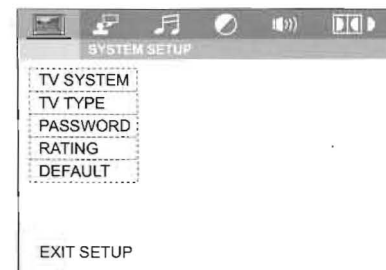 SYSTEM SETUP
TV SYSTEM
TV TYPE
PASSWORD
RATING
DEFAULT
EXIT SETUP